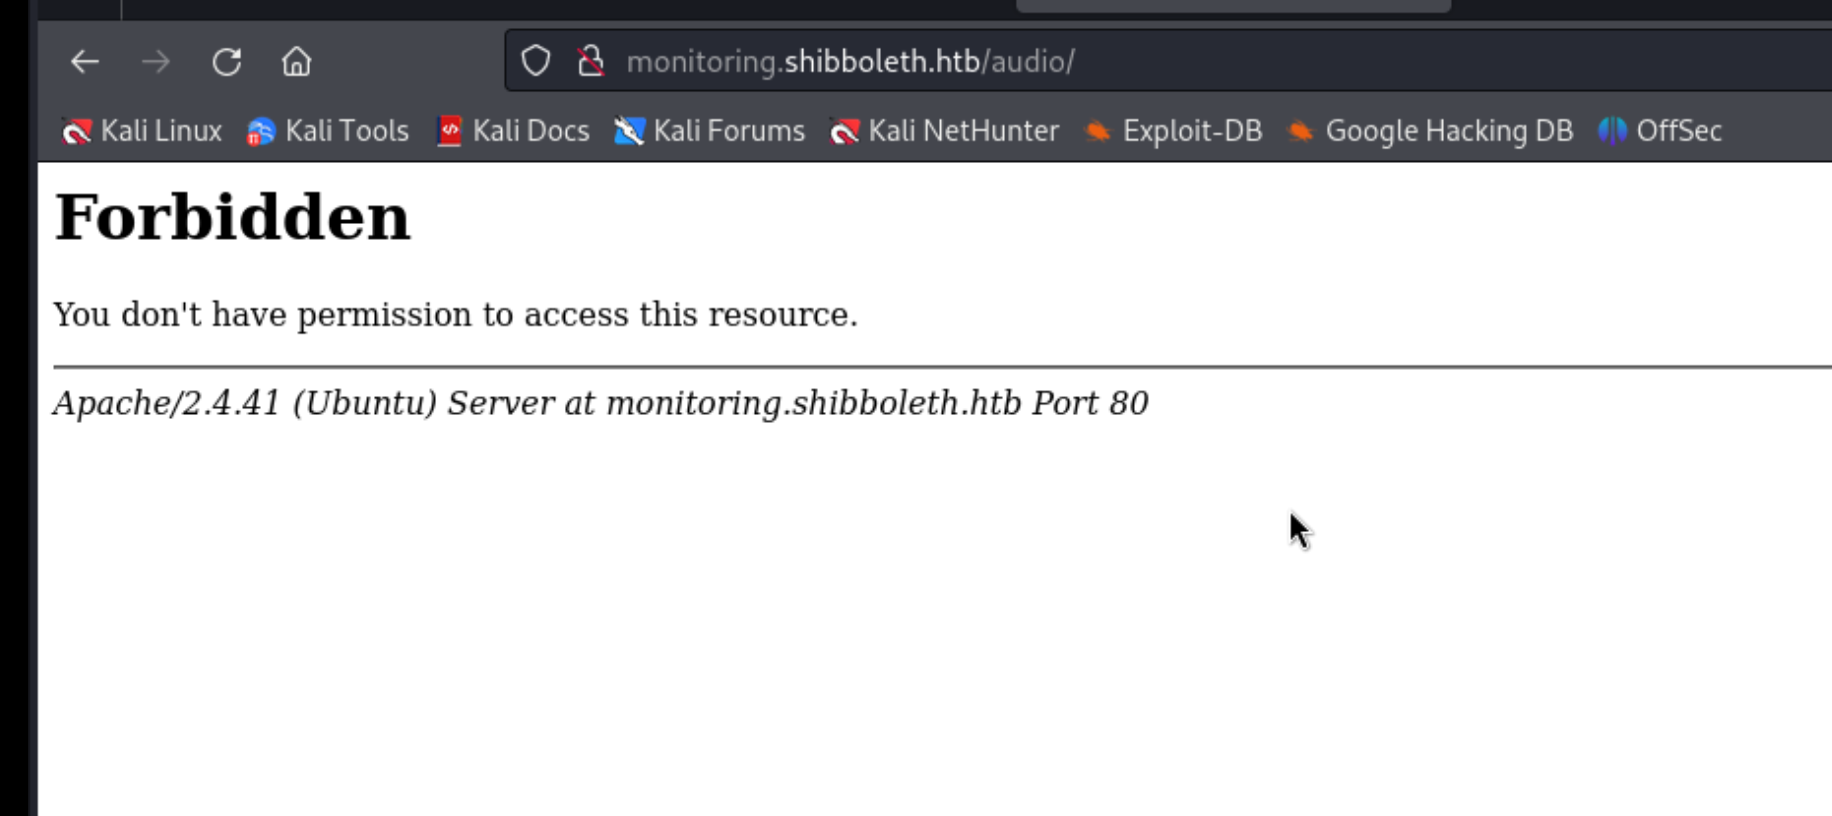 monitoring.shibboleth.htb/audio/
Kali Linux Kali Tools Kali Docs Kali Forums Kali NetHunter Exploit-DB Google Hacking DB OffSec
Forbidden
You don't have permission to access this resource.
Apache/2.4.41 (Ubuntu) Server at monitoring.shibboleth.htb Port 80